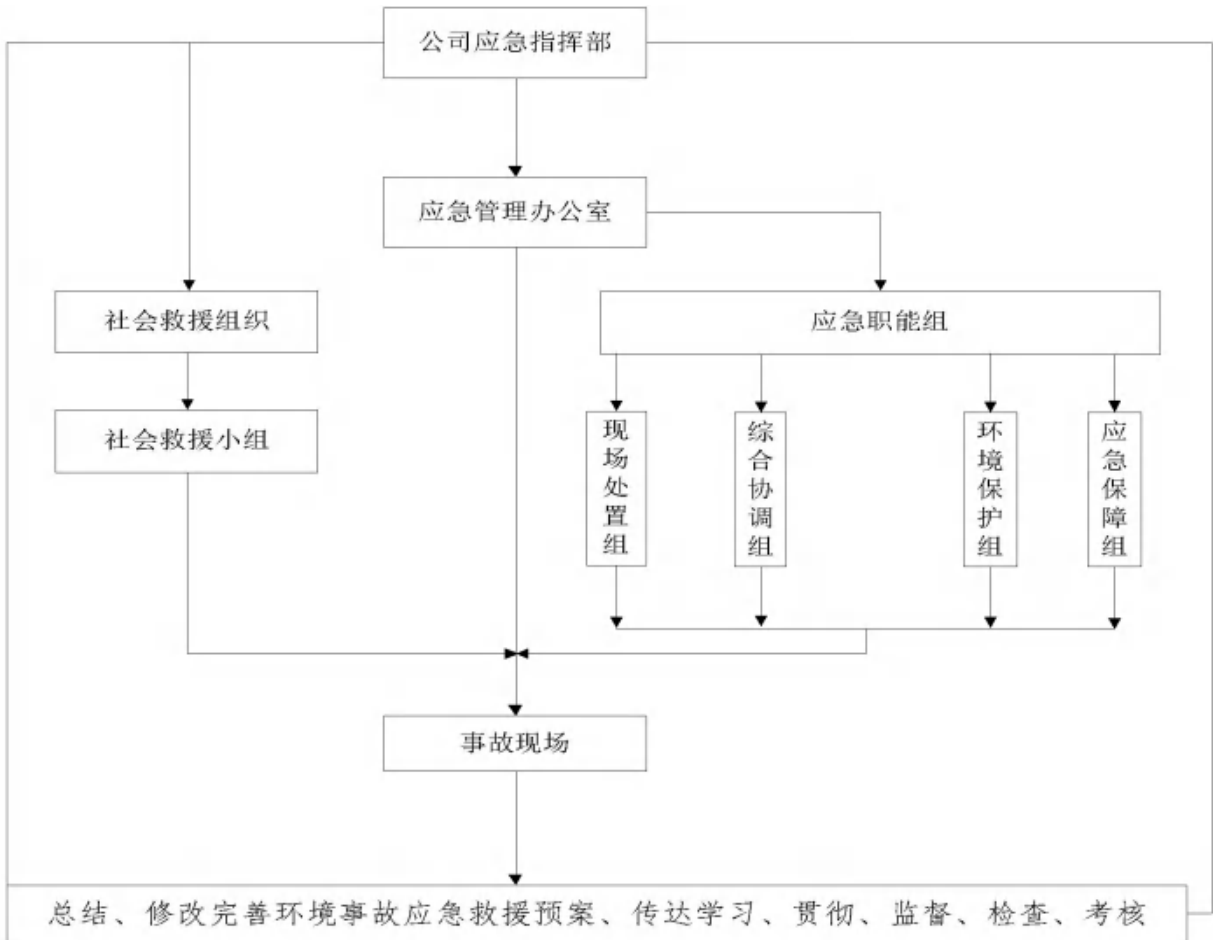 公司应急指挥部
应急管理办公室
社会救援组织
应急职能组
社会救援小组
现场处置组
综合协调组
环境保护组
应急保障组
事故现场
总结、修改完善环境事故应急救援预案、传达学习、贯彻、监督、检查、考核